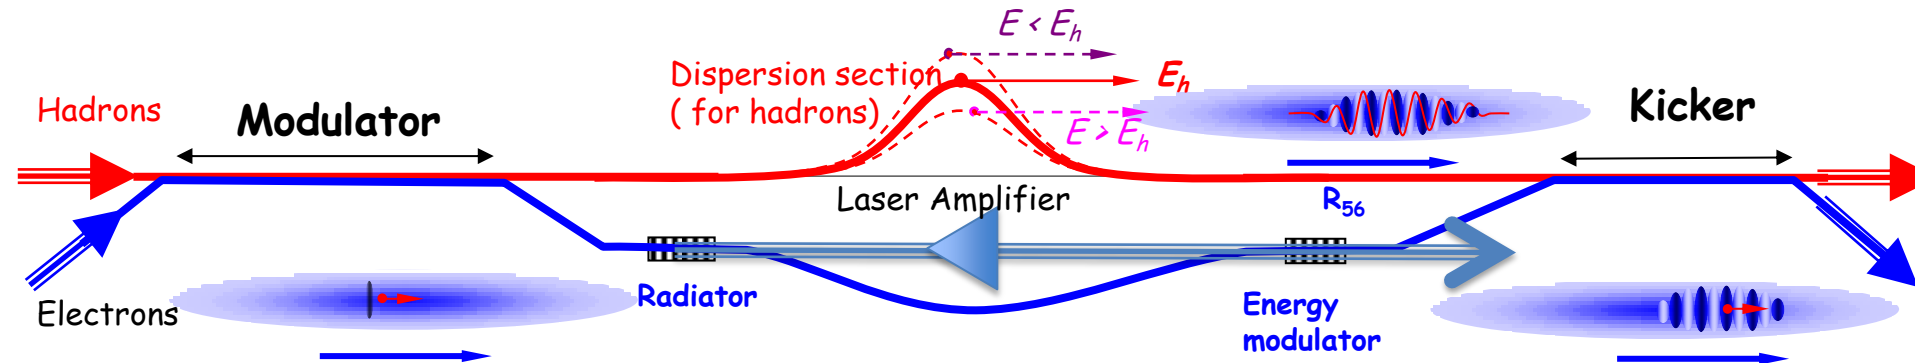 E < Eₕ
Dispersion section
( for hadrons)
Eₕ
E > Eₕ
Hadrons
Modulator
Kicker
Laser Amplifier
R₅₆
Radiator
Energy
modulator
Electrons